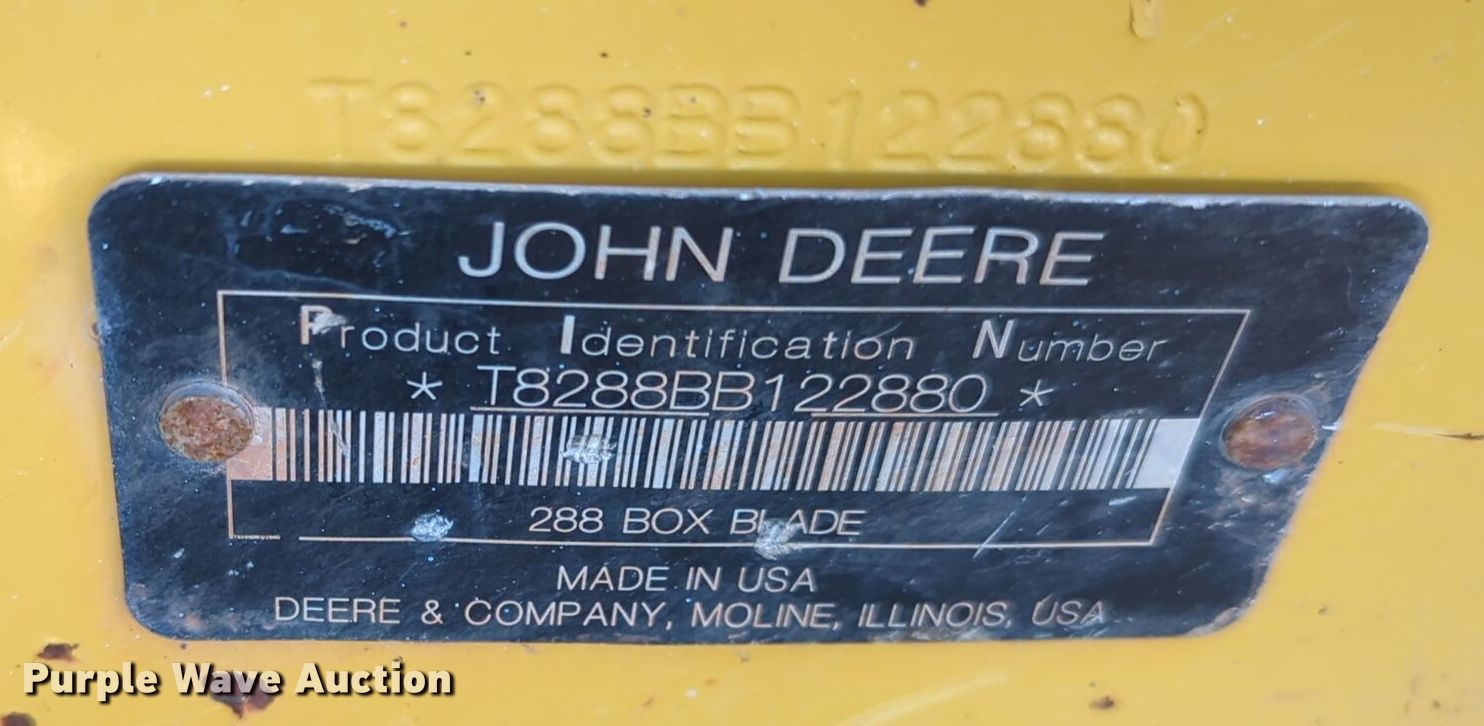 T8288BB122880
JOHN DEERE
Product Identification Number
* T8288BB122880 *
288 BOX BLADE
MADE IN USA
DEERE & COMPANY, MOLINE, ILLINOIS, USA
Purple Wave Auction